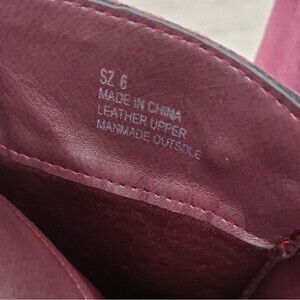 SZ 6
MADE IN CHINA
LEATHER UPPER
MANMADE OUTSOLE